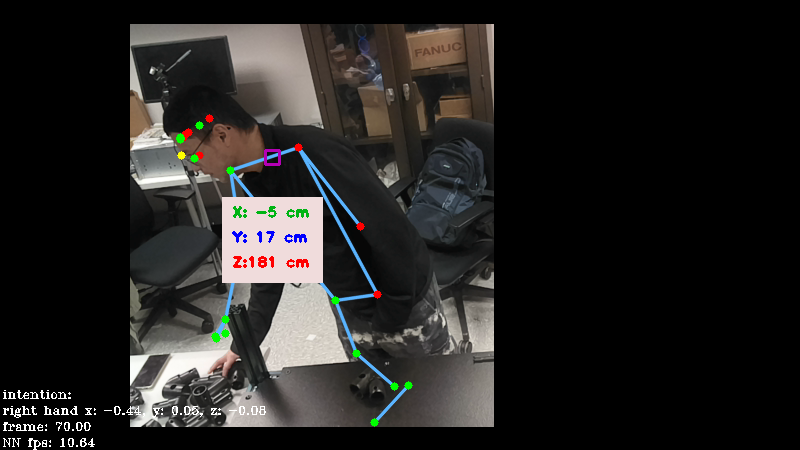 FANUC
X: -5 cm
Y: 17 cm
Z:181 cm
intention:
right hand x: -0.44, y: 0.05, z: -0.08
frame: 70.00
NN fps: 10.64